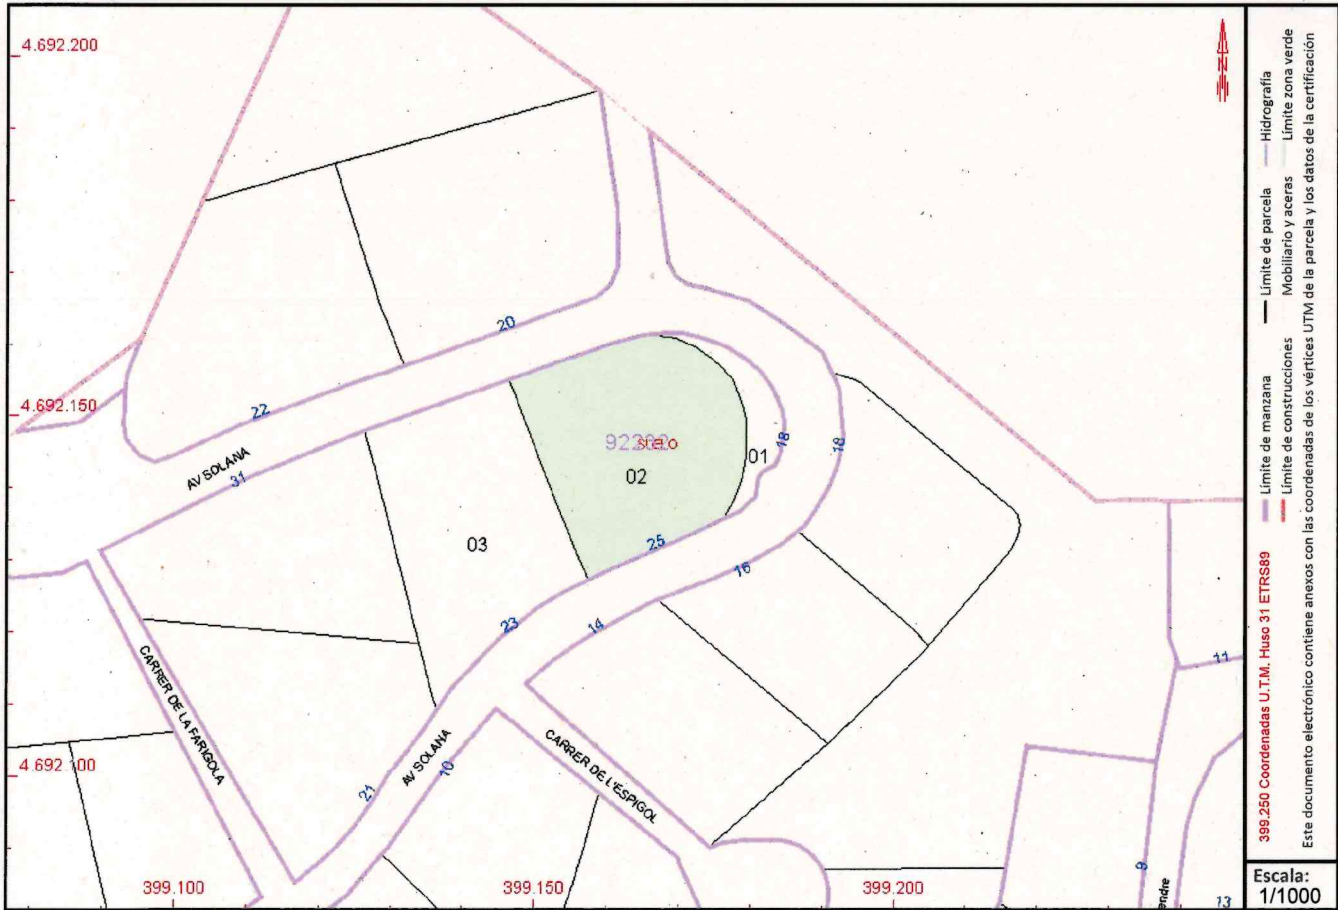 4.692.200
N
20
4.692.150
22
92202
suelo
18
18
01
AV SOLANA
02
31
25
03
16
23
14
11
CARRER DE LA FARIGOLA
AV SOLANA
CARRER DE L'ESPIGOL
10
4.692.100
21
9
399.100
399.150
399.200
13
399.250 Coordenadas U.T.M. Huso 31 ETRS89
Límite de manzana
Límite de parcela
Hidrografía
Límite de construcciones
Mobiliario y aceras
Límite zona verde
Este documento electrónico contiene anexos con las coordenadas de los vértices UTM de la parcela y los datos de la certificación
Escala:
1/1000